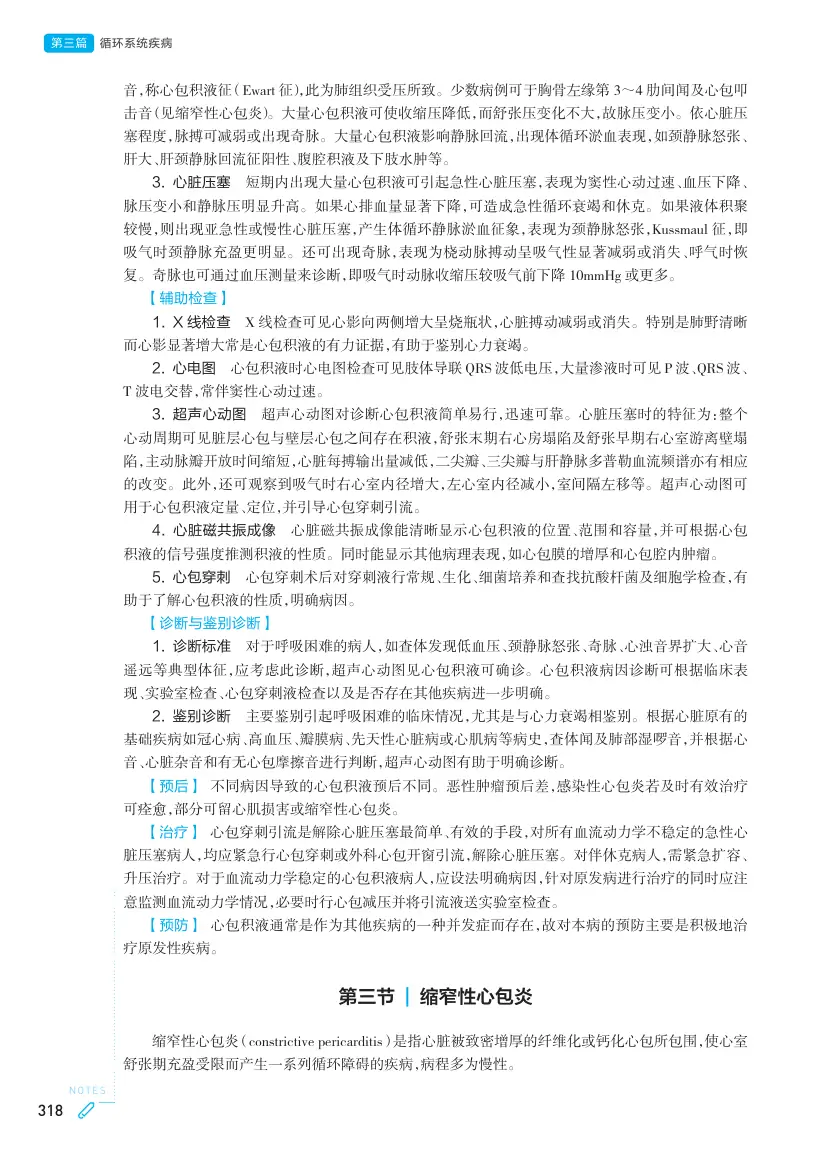 第三篇 循环系统疾病
音,称心包积液征(Ewart 征),此为肺组织受压所致。少数病例可于胸骨左缘第 3～4 肋间闻及心包叩
击音(见缩窄性心包炎)。大量心包积液可使收缩压降低,而舒张压变化不大,故脉压变小。依心脏压
塞程度,脉搏可减弱或出现奇脉。大量心包积液影响静脉回流,出现体循环淤血表现,如颈静脉怒张、
肝大、肝颈静脉回流征阳性、腹腔积液及下肢水肿等。
3. 心脏压塞 短期内出现大量心包积液可引起急性心脏压塞,表现为窦性心动过速、血压下降、
脉压变小和静脉压明显升高。如果心排血量显著下降,可造成急性循环衰竭和休克。如果液体积聚
较慢,则出现亚急性或慢性心脏压塞,产生体循环静脉淤血征象,表现为颈静脉怒张,Kussmaul 征,即
吸气时颈静脉充盈更明显。还可出现奇脉,表现为桡动脉搏动呈吸气性显著减弱或消失、呼气时恢
复。奇脉也可通过血压测量来诊断,即吸气时动脉收缩压较吸气前下降 10mmHg 或更多。
【辅助检查】
1. X 线检查 X 线检查可见心影向两侧增大呈烧瓶状,心脏搏动减弱或消失。特别是肺野清晰
而心影显著增大常是心包积液的有力证据,有助于鉴别心力衰竭。
2. 心电图 心包积液时心电图检查可见肢体导联 QRS 波低电压,大量渗液时可见 P 波、QRS 波、
T 波电交替,常伴窦性心动过速。
3. 超声心动图 超声心动图对诊断心包积液简单易行,迅速可靠。心脏压塞时的特征为:整个
心动周期可见脏层心包与壁层心包之间存在积液,舒张末期右心房塌陷及舒张早期右心室游离壁塌
陷,主动脉瓣开放时间缩短,心脏每搏输出量减低,二尖瓣、三尖瓣与肝静脉多普勒血流频谱亦有相应
的改变。此外,还可观察到吸气时右心室内径增大,左心室内径减小,室间隔左移等。超声心动图可
用于心包积液定量、定位,并引导心包穿刺引流。
4. 心脏磁共振成像 心脏磁共振成像能清晰显示心包积液的位置、范围和容量,并可根据心包
积液的信号强度推测积液的性质。同时能显示其他病理表现,如心包膜的增厚和心包腔内肿瘤。
5. 心包穿刺 心包穿刺术后对穿刺液行常规、生化、细菌培养和查找抗酸杆菌及细胞学检查,有
助于了解心包积液的性质,明确病因。
【诊断与鉴别诊断】
1. 诊断标准 对于呼吸困难的病人,如查体发现低血压、颈静脉怒张、奇脉、心浊音界扩大、心音
遥远等典型体征,应考虑此诊断,超声心动图见心包积液可确诊。心包积液病因诊断可根据临床表
现、实验室检查、心包穿刺液检查以及是否存在其他疾病进一步明确。
2. 鉴别诊断 主要鉴别引起呼吸困难的临床情况,尤其是与心力衰竭相鉴别。根据心脏原有的
基础疾病如冠心病、高血压、瓣膜病、先天性心脏病或心肌病等病史,查体闻及肺部湿啰音,并根据心
音、心脏杂音和有无心包摩擦音进行判断,超声心动图有助于明确诊断。
【预后】 不同病因导致的心包积液预后不同。恶性肿瘤预后差,感染性心包炎若及时有效治疗
可痊愈,部分可留心肌损害或缩窄性心包炎。
【治疗】 心包穿刺引流是解除心脏压塞最简单、有效的手段,对所有血流动力学不稳定的急性心
脏压塞病人,均应紧急行心包穿刺或外科心包开窗引流,解除心脏压塞。对伴休克病人,需紧急扩容、
升压治疗。对于血流动力学稳定的心包积液病人,应设法明确病因,针对原发病进行治疗的同时应注
意监测血流动力学情况,必要时行心包减压并将引流液送实验室检查。
【预防】 心包积液通常是作为其他疾病的一种并发症而存在,故对本病的预防主要是积极地治
疗原发性疾病。
第三节 | 缩窄性心包炎
缩窄性心包炎(constrictive pericarditis)是指心脏被致密增厚的纤维化或钙化心包所包围,使心室
舒张期充盈受限而产生一系列循环障碍的疾病,病程多为慢性。
NOTES
318